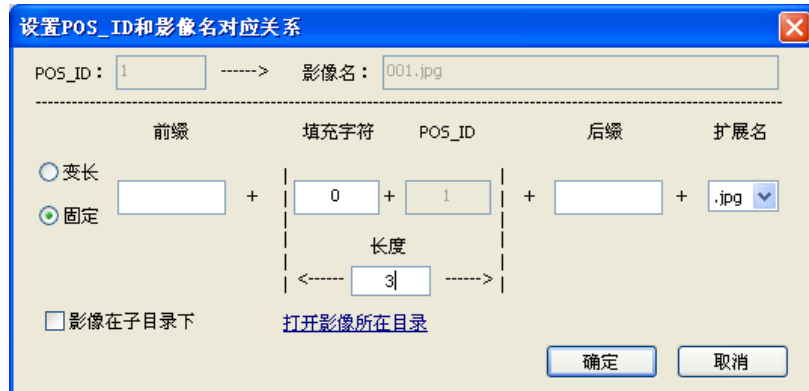 设置POS_ID和影像名对应关系
POS_ID： 1 ------> 影像名： 001.jpg
前缀 填充字符 POS_ID 后缀 扩展名
变长
+ 0 + 1 + + .jpg
固定
长度
<------ 3 ------>
影像在子目录下 打开影像所在目录
确定 取消